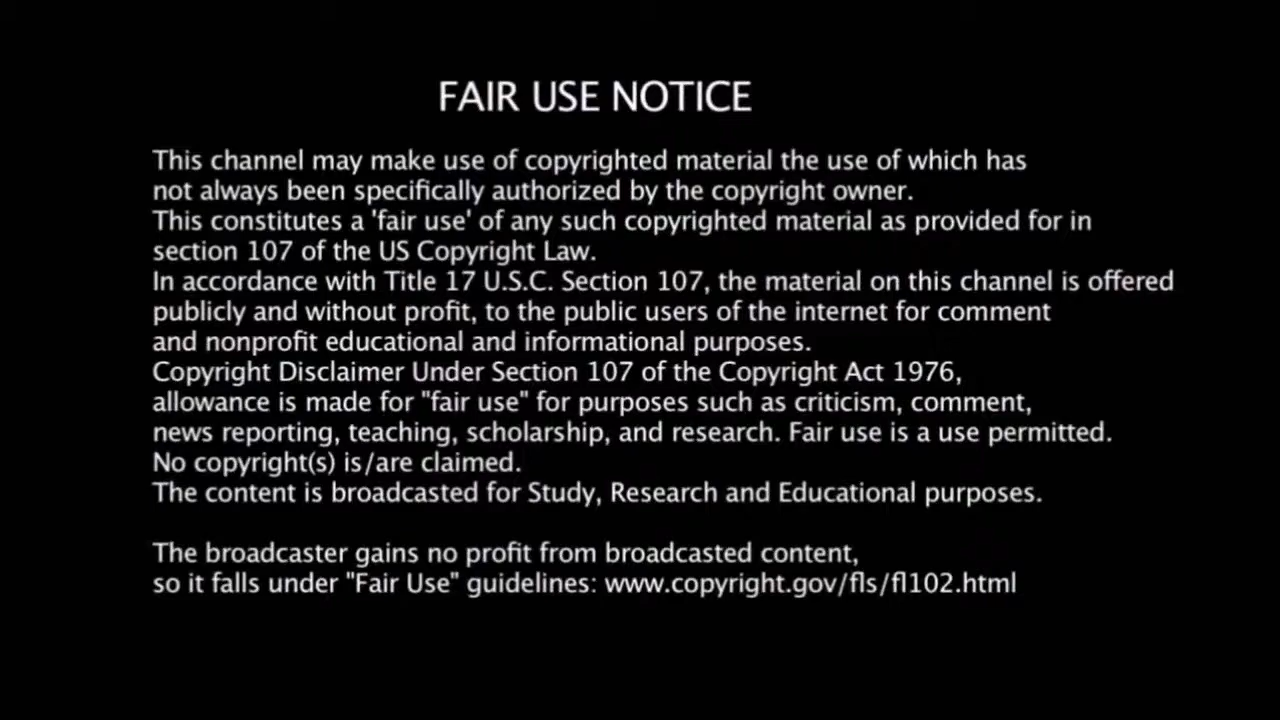 FAIR USE NOTICE
This channel may make use of copyrighted material the use of which has
not always been specifically authorized by the copyright owner.
This constitutes a 'fair use' of any such copyrighted material as provided for in
section 107 of the US Copyright Law.
In accordance with Title 17 U.S.C. Section 107, the material on this channel is offered
publicly and without profit, to the public users of the internet for comment
and nonprofit educational and informational purposes.
Copyright Disclaimer Under Section 107 of the Copyright Act 1976,
allowance is made for "fair use" for purposes such as criticism, comment,
news reporting, teaching, scholarship, and research. Fair use is a use permitted.
No copyright(s) is/are claimed.
The content is broadcasted for Study, Research and Educational purposes.
The broadcaster gains no profit from broadcasted content,
so it falls under "Fair Use" guidelines: www.copyright.gov/fls/fl102.html